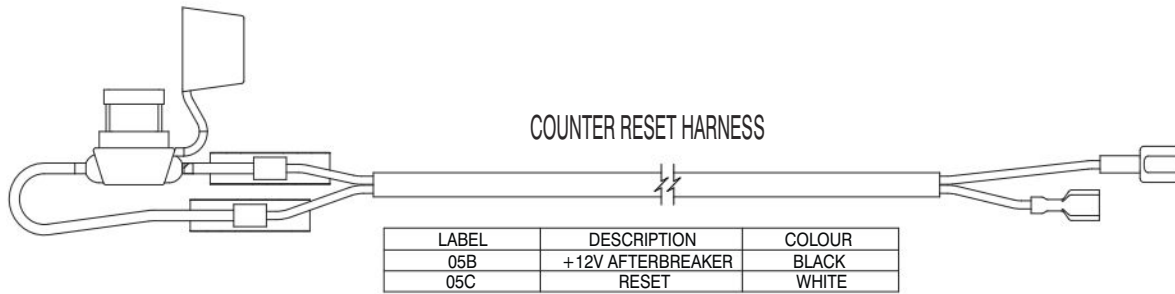 COUNTER RESET HARNESS
LABEL DESCRIPTION COLOUR
05B +12V AFTERBREAKER BLACK
05C RESET WHITE